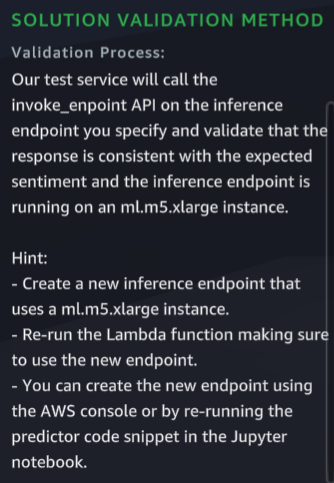 SOLUTION VALIDATION METHOD
Validation Process:
Our test service will call the
invoke_enpoint API on the inference
endpoint you specify and validate that the
response is consistent with the expected
sentiment and the inference endpoint is
running on an ml.m5.xlarge instance.
Hint:
- Create a new inference endpoint that
uses a ml.m5.xlarge instance.
- Re-run the Lambda function making sure
to use the new endpoint.
- You can create the new endpoint using
the AWS console or by re-running the
predictor code snippet in the Jupyter
notebook.